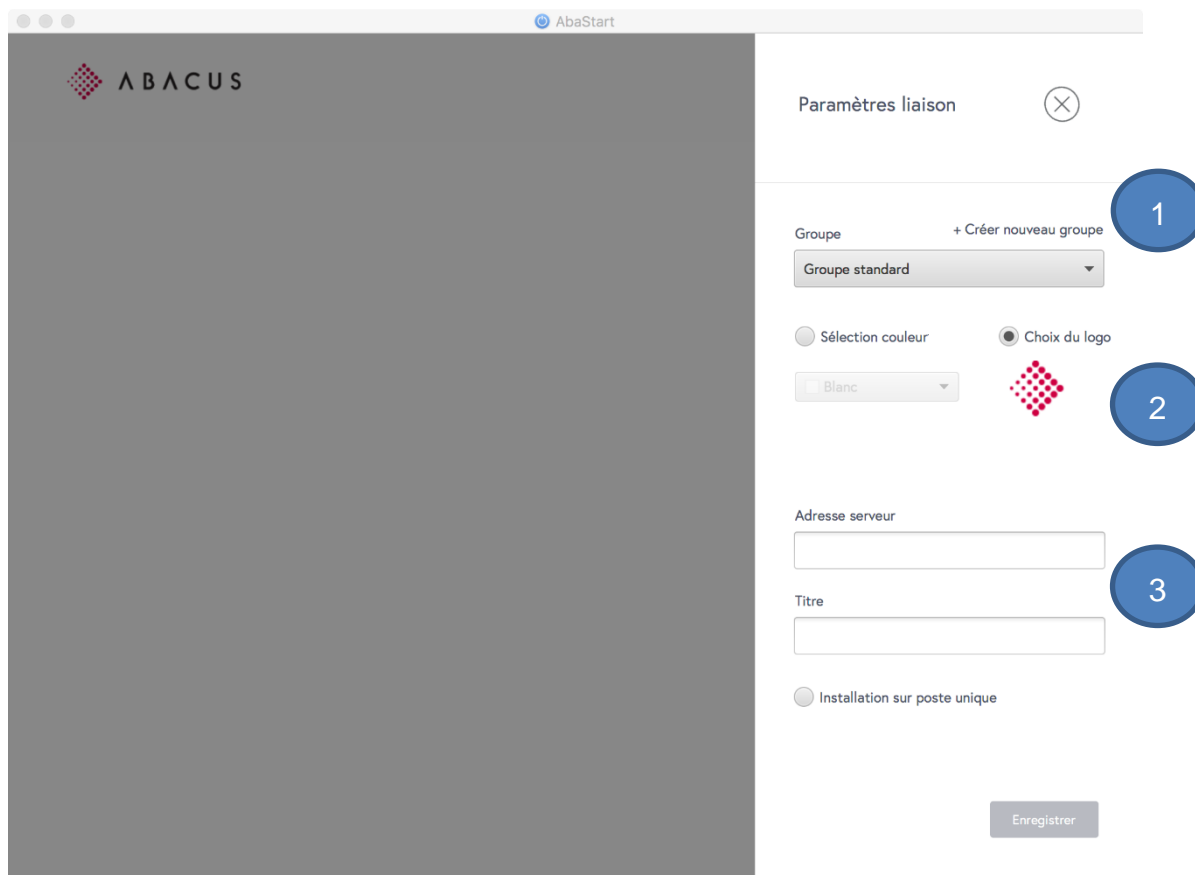 AbaStart
ABACUS
Paramètres liaison
1
Groupe
+ Créer nouveau groupe
Groupe standard
Sélection couleur
Choix du logo
Blanc
2
Adresse serveur
3
Titre
Installation sur poste unique
Enregistrer